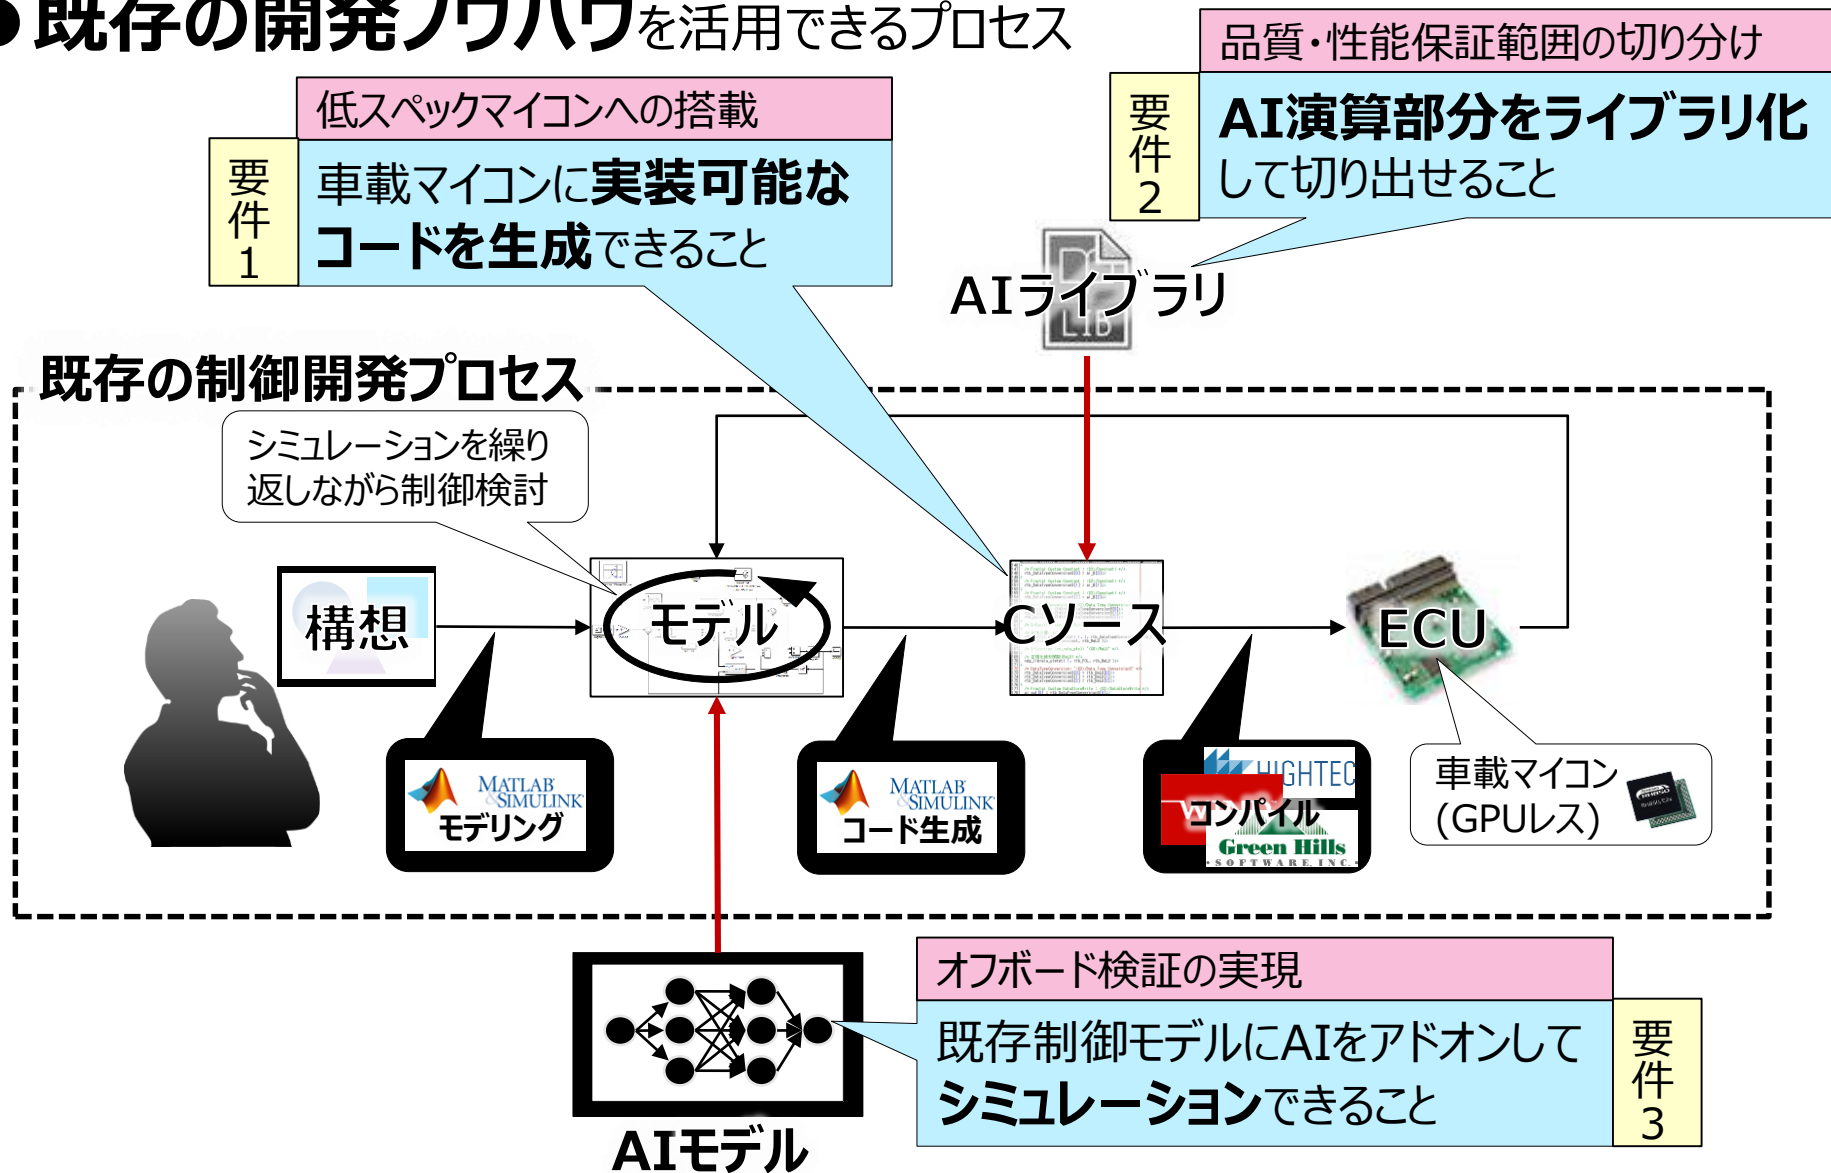 ●既存の開発ノウハウを活用できるプロセス
品質・性能保証範囲の切り分け
要件2
AI演算部分をライブラリ化
して切り出せること
低スペックマイコンへの搭載
要件1
車載マイコンに実装可能な
コードを生成できること
AIライブラリ
LIB
既存の制御開発プロセス
シミュレーションを繰り
返しながら制御検討
構想
モデル
Cソース
ECU
MATLAB
&SIMULINK
モデリング
MATLAB
&SIMULINK
コード生成
HIGHTEC
コンパイル
Green Hills
SOFTWARE, INC.
車載マイコン
(GPUレス)
オフボード検証の実現
既存制御モデルにAIをアドオンして
シミュレーションできること
要件3
AIモデル